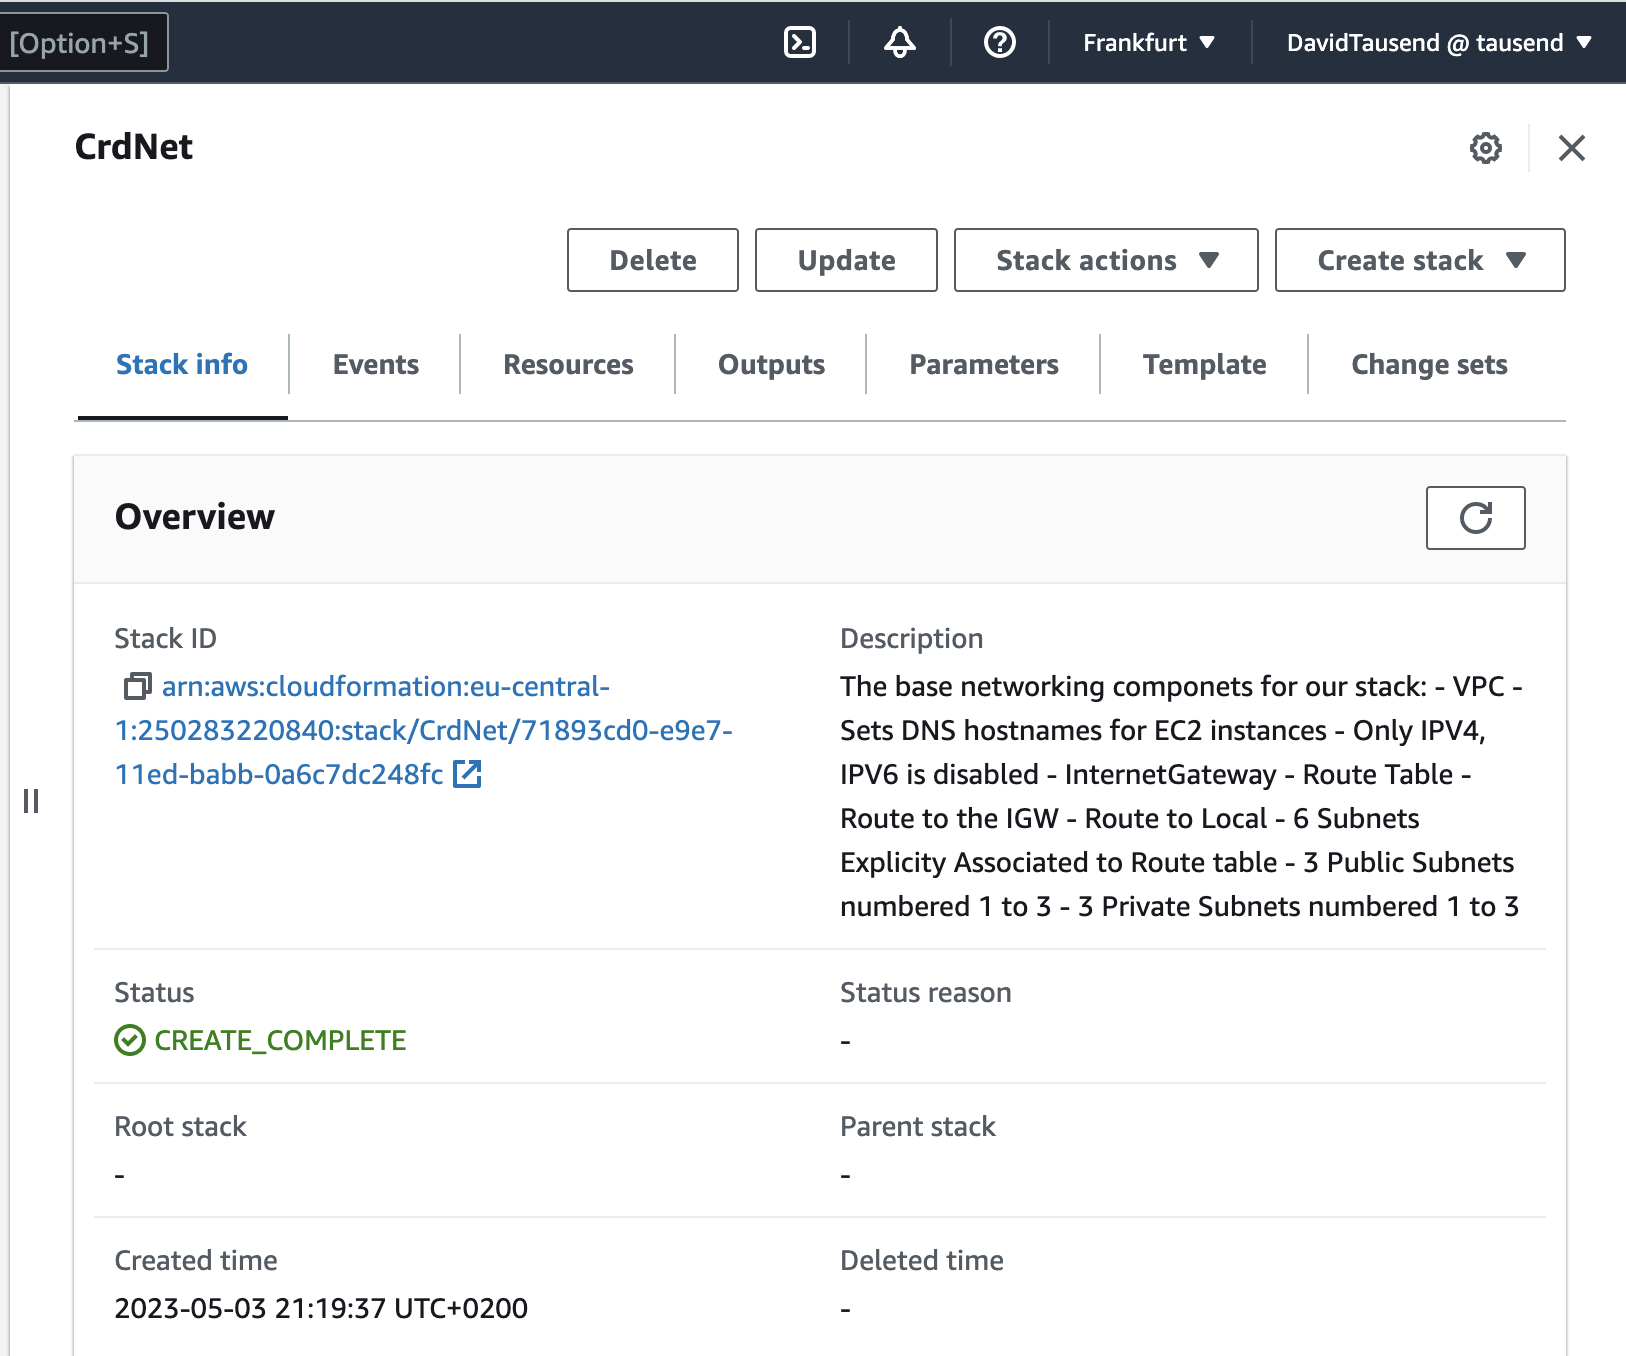 [Option+S]
Frankfurt
DavidTausend @ tausend
CrdNet
Delete
Update
Stack actions
Create stack
Stack info
Events
Resources
Outputs
Parameters
Template
Change sets
Overview
Stack ID
arn:aws:cloudformation:eu-central-
1:250283220840:stack/CrdNet/71893cd0-e9e7-
11ed-babb-0a6c7dc248fc
Description
The base networking componets for our stack: - VPC -
Sets DNS hostnames for EC2 instances - Only IPV4,
IPV6 is disabled - InternetGateway - Route Table -
Route to the IGW - Route to Local - 6 Subnets
Explicity Associated to Route table - 3 Public Subnets
numbered 1 to 3 - 3 Private Subnets numbered 1 to 3
Status
CREATE_COMPLETE
Status reason
-
Root stack
-
Parent stack
-
Created time
2023-05-03 21:19:37 UTC+0200
Deleted time
-